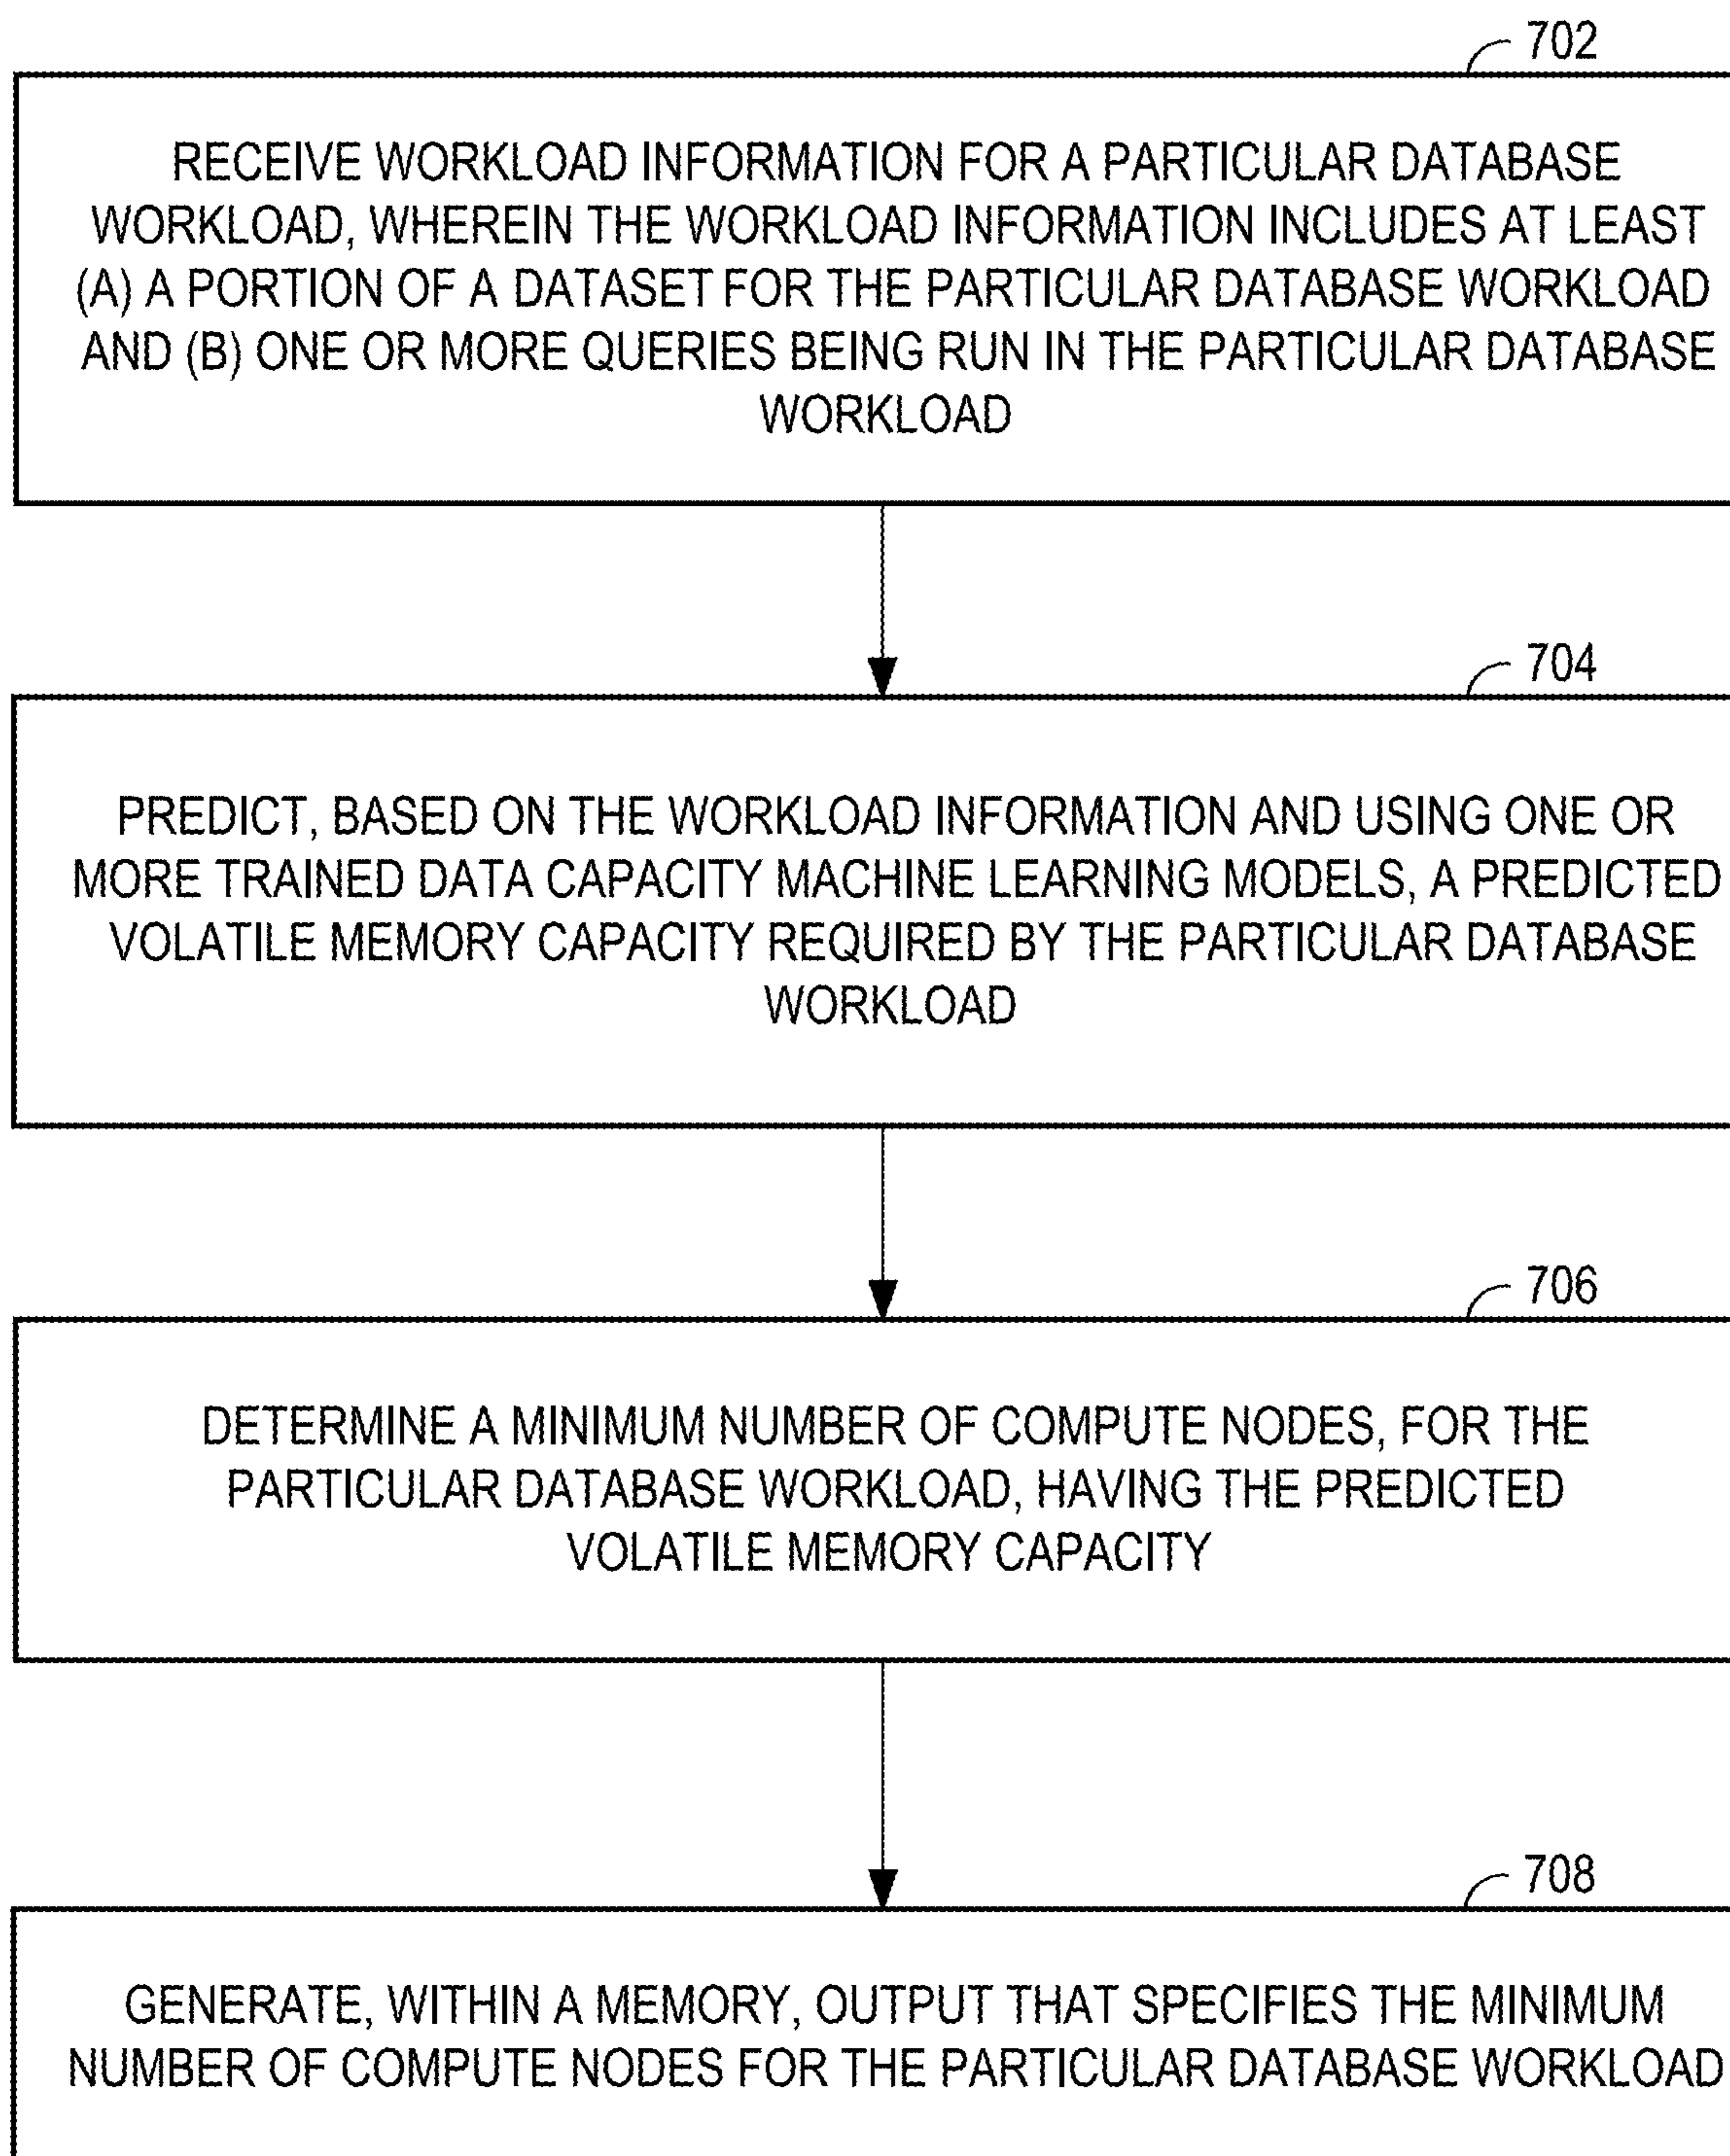 702
RECEIVE WORKLOAD INFORMATION FOR A PARTICULAR DATABASE
WORKLOAD, WHEREIN THE WORKLOAD INFORMATION INCLUDES AT LEAST
(A) A PORTION OF A DATASET FOR THE PARTICULAR DATABASE WORKLOAD
AND (B) ONE OR MORE QUERIES BEING RUN IN THE PARTICULAR DATABASE
WORKLOAD
704
PREDICT, BASED ON THE WORKLOAD INFORMATION AND USING ONE OR
MORE TRAINED DATA CAPACITY MACHINE LEARNING MODELS, A PREDICTED
VOLATILE MEMORY CAPACITY REQUIRED BY THE PARTICULAR DATABASE
WORKLOAD
706
DETERMINE A MINIMUM NUMBER OF COMPUTE NODES, FOR THE
PARTICULAR DATABASE WORKLOAD, HAVING THE PREDICTED
VOLATILE MEMORY CAPACITY
708
GENERATE, WITHIN A MEMORY, OUTPUT THAT SPECIFIES THE MINIMUM
NUMBER OF COMPUTE NODES FOR THE PARTICULAR DATABASE WORKLOAD